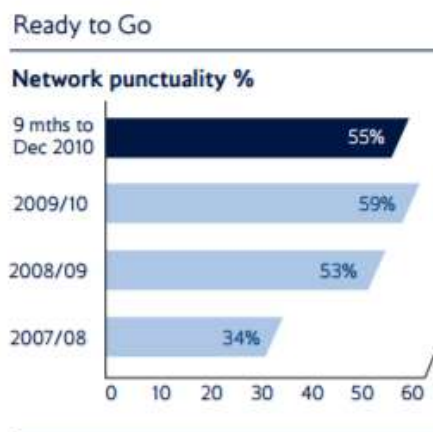 Ready to Go
Network punctuality %
9 mths to
Dec 2010
55%
2009/10
59%
2008/09
53%
2007/08
34%
0 10 20 30 40 50 60